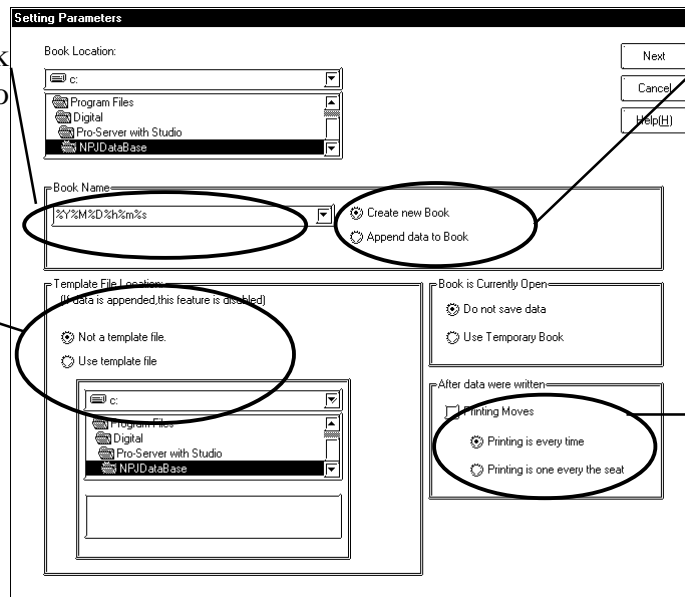 Setting Parameters
Book Location:
c:
Program Files
Digital
Pro-Server with Studio
NPJDataBase
Next
Cancel
Help(H)
Book Name
%Y%M%D%h%m%s
Create new Book
Append data to Book
Template File Location:
(If data is appended,this feature is disabled)
Not a template file.
Use template file
c:
Program Files
Digital
Pro-Server with Studio
NPJDataBase
Book is Currently Open
Do not save data
Use Temporary Book
After data were written
Printing Moves
Printing is every time
Printing is one every the seat